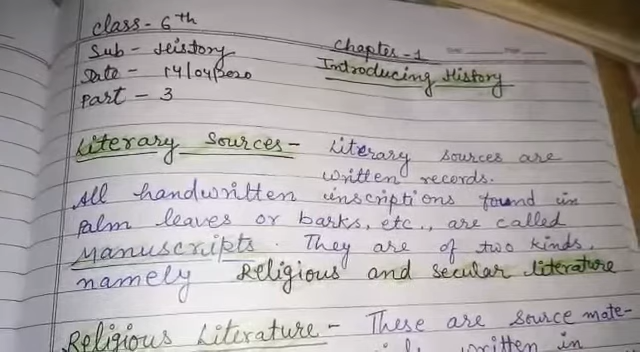 Class - 6th
Sub - History
Date - 14/04/2020
Part - 3
Chapter - 1
Introducing History
Literary Sources - Literary sources are
written records.
All handwritten inscriptions found in
palm leaves or barks, etc., are called
Manuscripts. They are of two kinds,
namely Religious and secular literature
Religious Literature - These are source mate-
written in